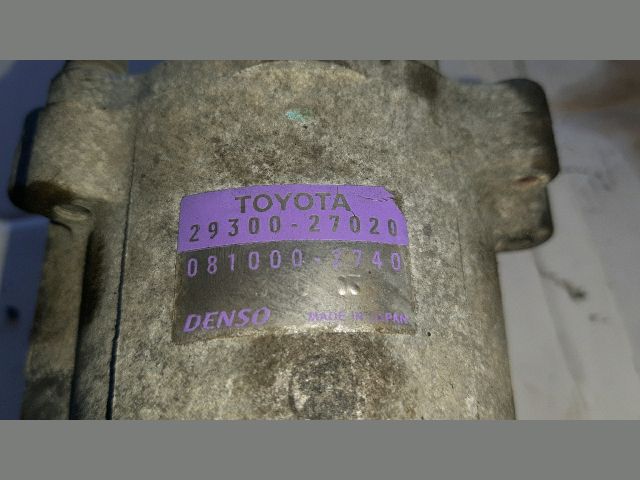 TOYOTA
29300-27020
081000-2740
DENSO MADE IN JAPAN